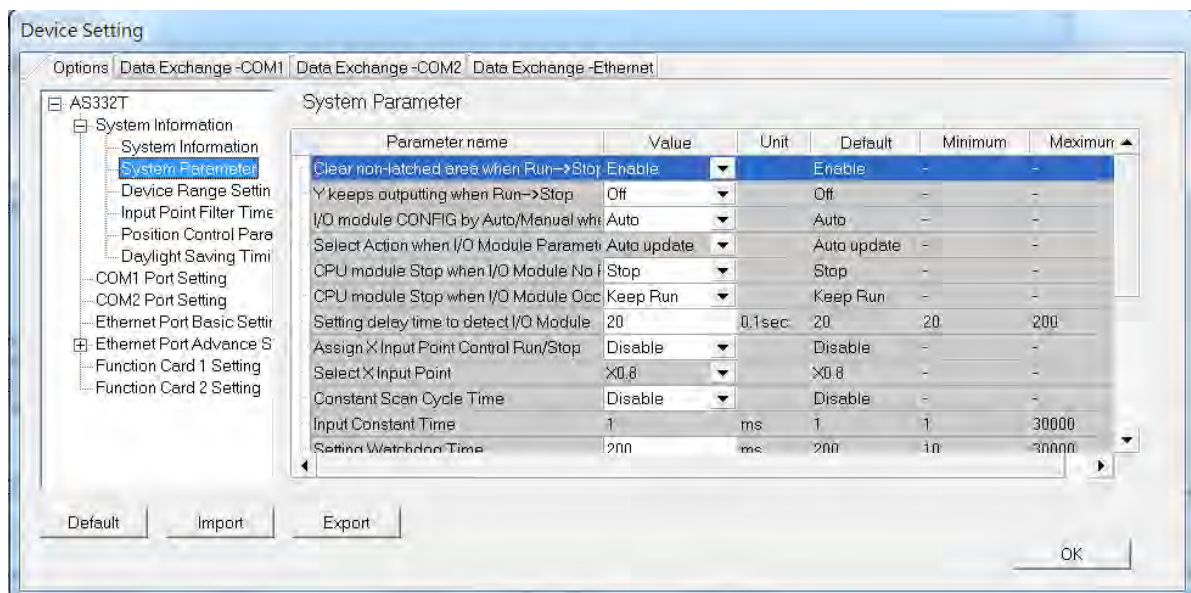 Device Setting
Options Data Exchange -COM1 Data Exchange -COM2 Data Exchange -Ethernet
AS332T
System Information
System Information
System Parameter
Device Range Settin
Input Point Filter Time
Position Control Para
Daylight Saving Timi
COM1 Port Setting
COM2 Port Setting
Ethernet Port Basic Settir
Ethernet Port Advance S
Function Card 1 Setting
Function Card 2 Setting
System Parameter
Parameter name Value Unit Default Minimum Maximun
Clear non-latched area when Run->Stop Enable Enable - -
Y keeps outputting when Run->Stop Off Off - -
I/O module CONFIG by Auto/Manual whe Auto Auto - -
Select Action when I/O Module Paramete Auto update Auto update - -
CPU module Stop when I/O Module No Stop Stop - -
CPU module Stop when I/O Module Occ Keep Run Keep Run - -
Setting delay time to detect I/O Module 20 0.1sec 20 20 200
Assign X Input Point Control Run/Stop Disable Disable - -
Select X Input Point X0.8 X0.8 - -
Constant Scan Cycle Time Disable Disable - -
Input Constant Time 1 ms 1 1 30000
Setting Watchdog Time 200 ms 200 10 30000
Default Import Export
OK